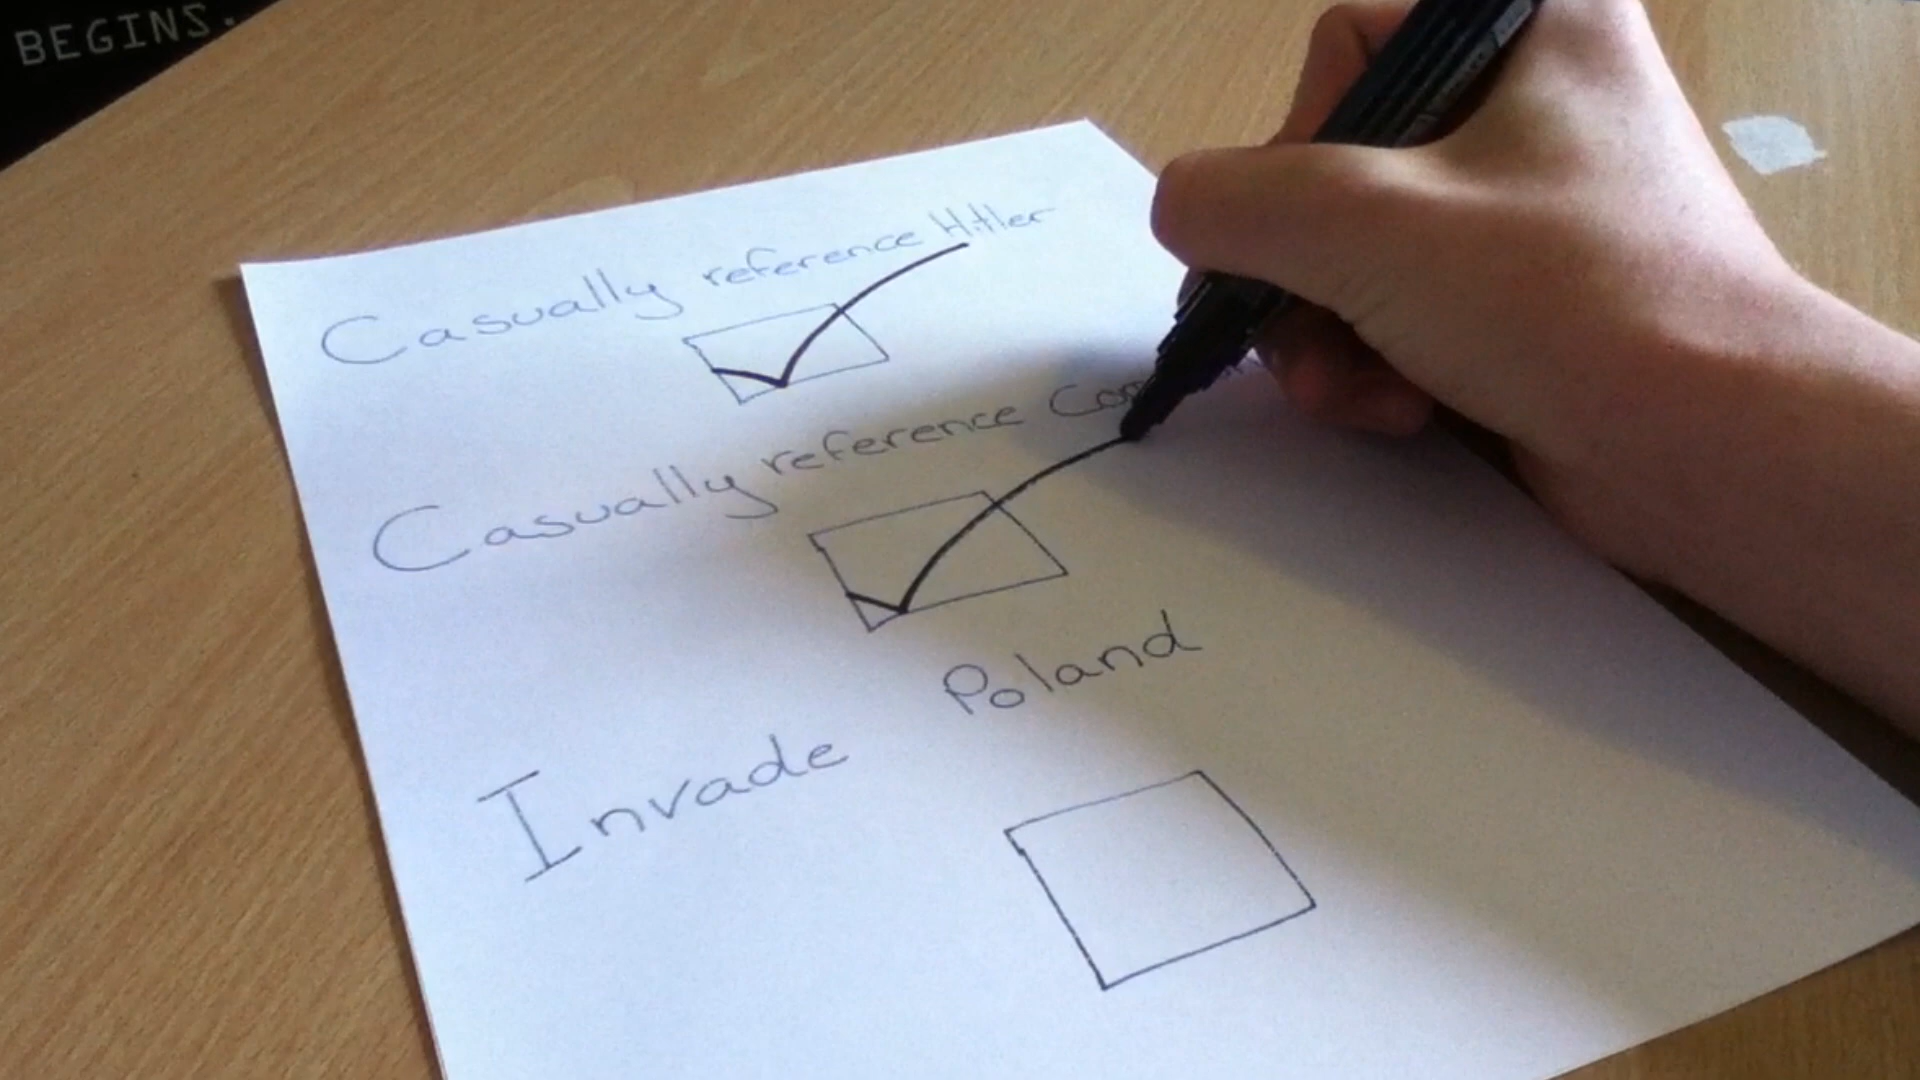 BEGINS.
Casually reference Hitler
Casually reference
Invade Poland